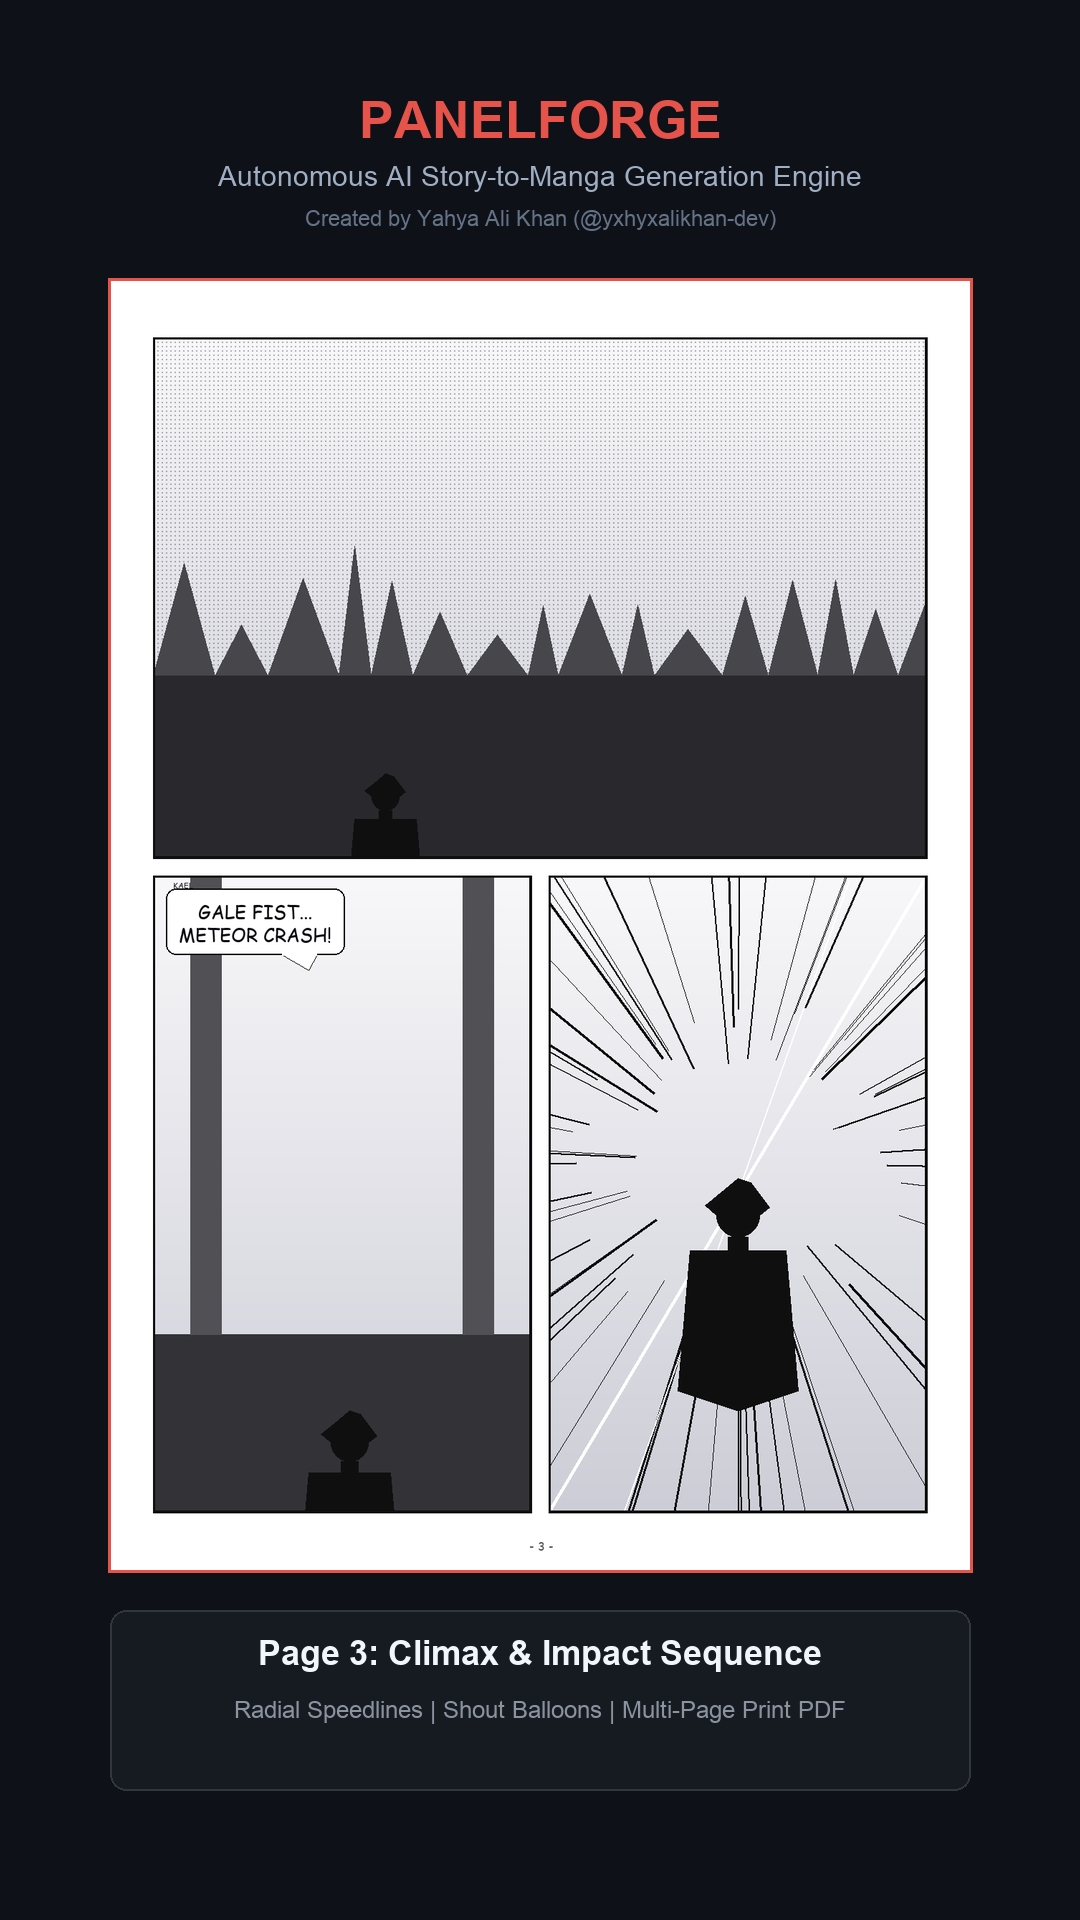 PANELFORGE
Autonomous AI Story-to-Manga Generation Engine
Created by Yahya Ali Khan (@yxhyxalikhan-dev)
GALE FIST...
METEOR CRASH!
- 3 -
Page 3: Climax & Impact Sequence
Radial Speedlines | Shout Balloons | Multi-Page Print PDF